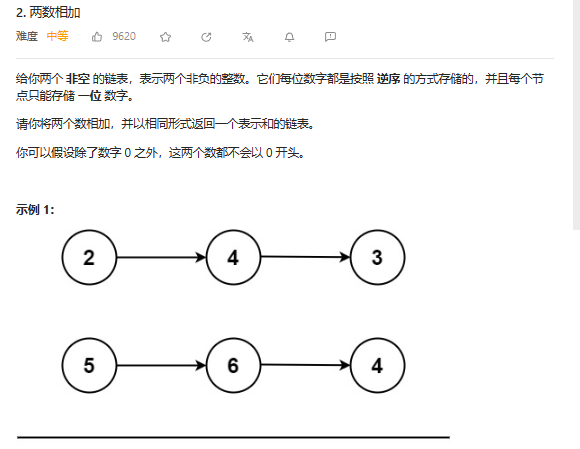 2. 两数相加
难度 中等 9620
给你两个 非空 的链表，表示两个非负的整数。它们每位数字都是按照 逆序 的方式存储的，并且每个节
点只能存储 一位 数字。
请你将两个数相加，并以相同形式返回一个表示和的链表。
你可以假设除了数字 0 之外，这两个数都不会以 0 开头。
示例 1：
2 4 3
5 6 4